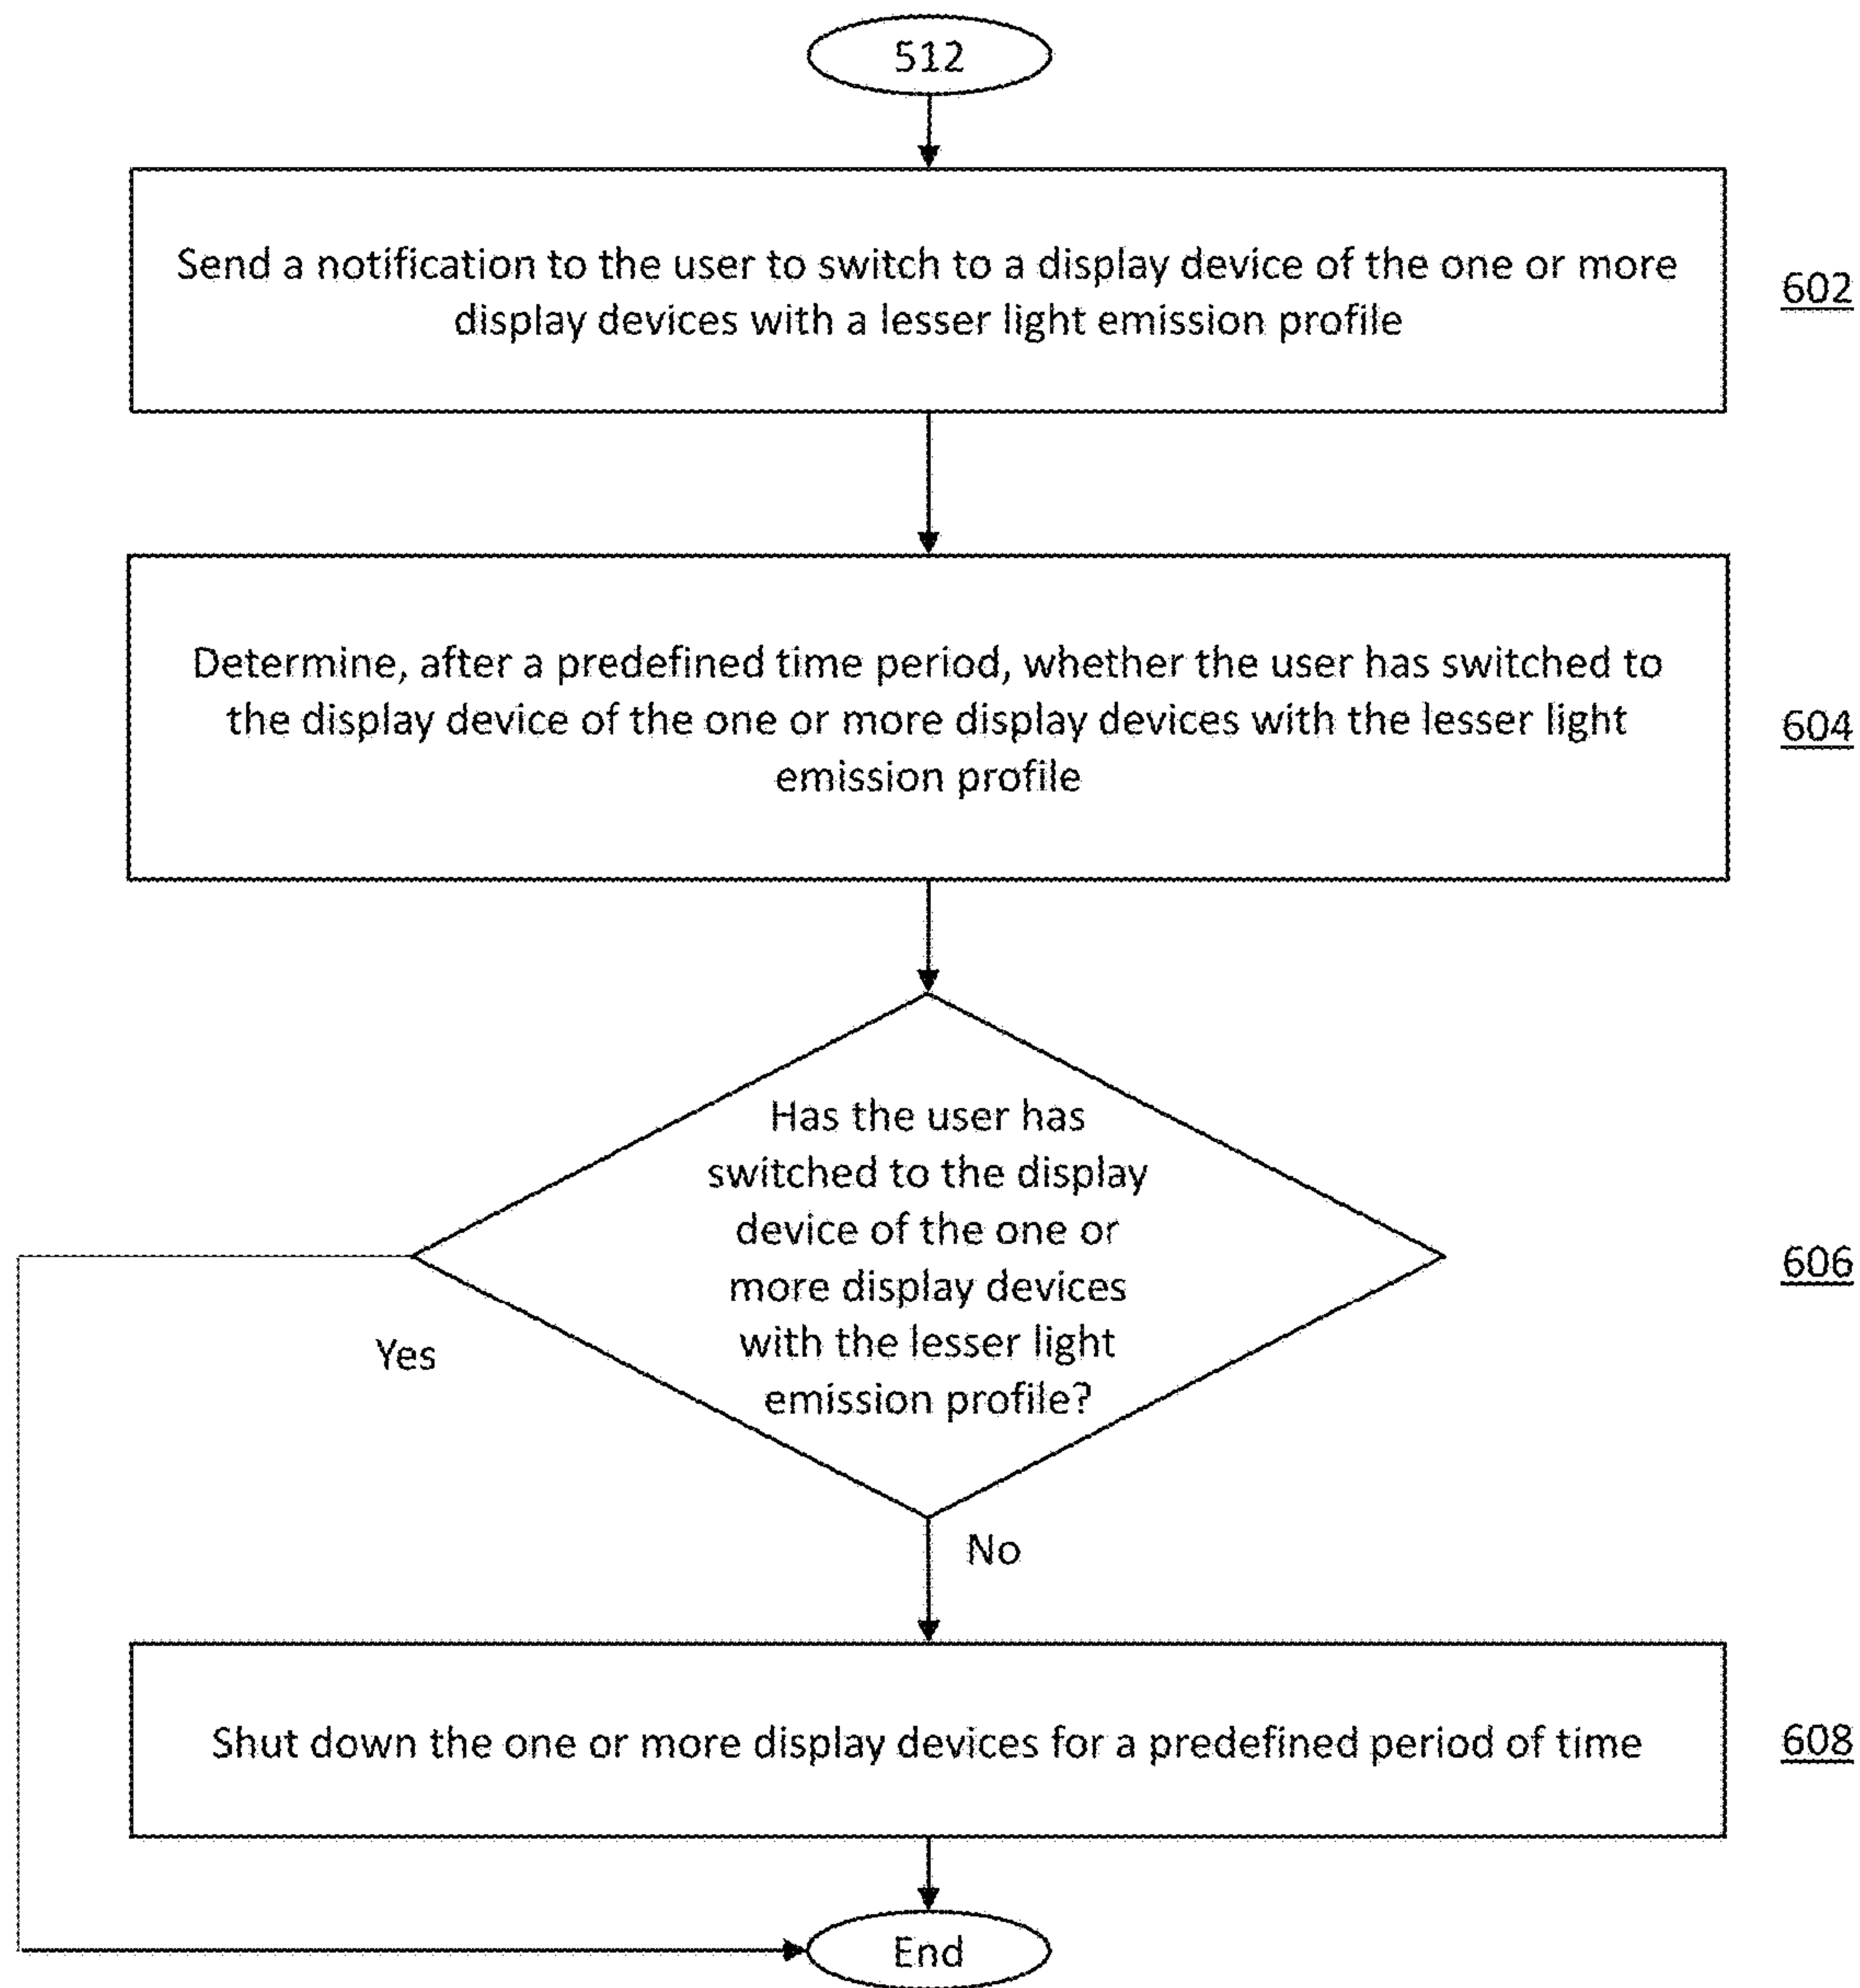 512
Send a notification to the user to switch to a display device of the one or more
display devices with a lesser light emission profile
602
Determine, after a predefined time period, whether the user has switched to
the display device of the one or more display devices with the lesser light
emission profile
604
Has the user has
switched to the display
device of the one or
more display devices
with the lesser light
emission profile?
606
Yes
No
Shut down the one or more display devices for a predefined period of time
608
End